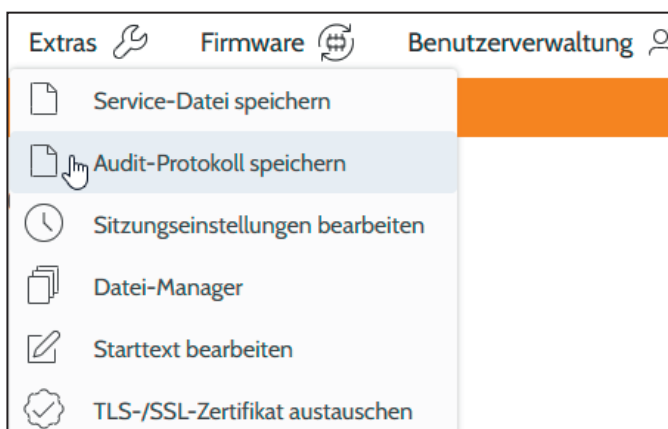 Extras Firmware Benutzerverwaltung
Service-Datei speichern
Audit-Protokoll speichern
Sitzungseinstellungen bearbeiten
Datei-Manager
Starttext bearbeiten
TLS-/SSL-Zertifikat austauschen